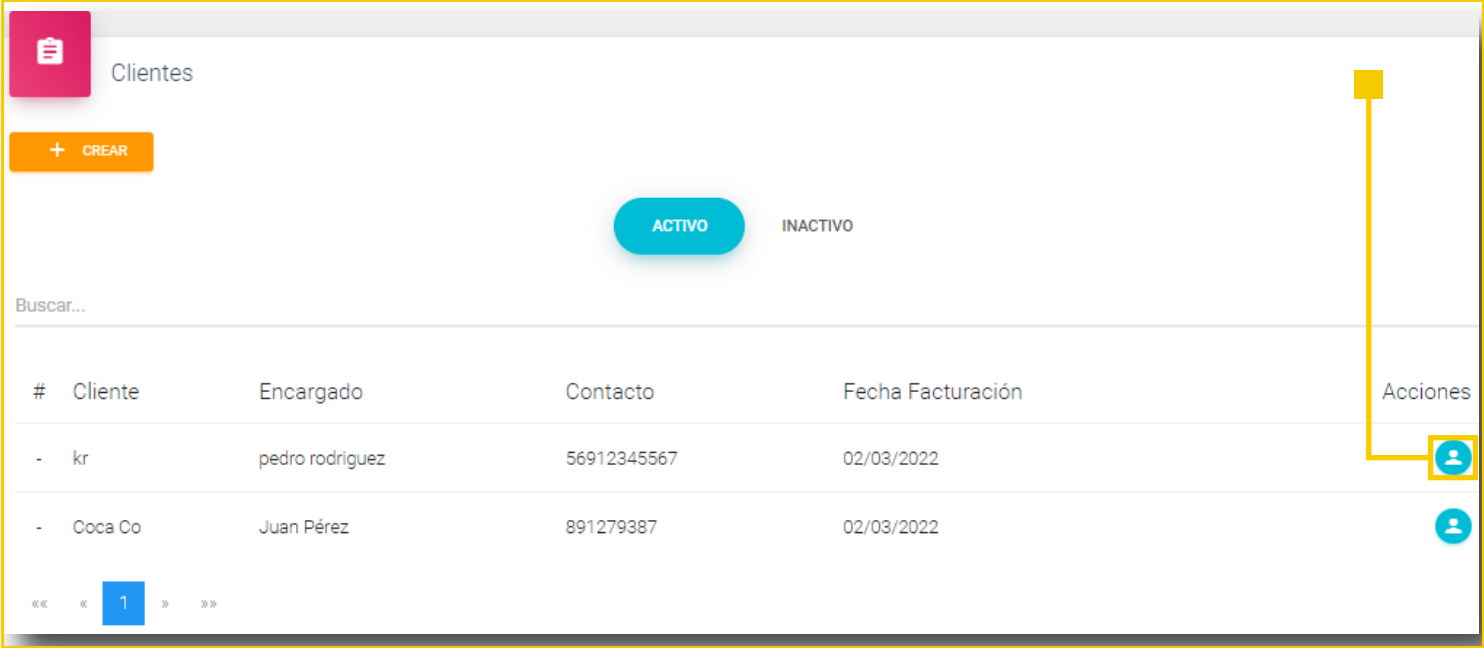 Clientes
+ CREAR
ACTIVO INACTIVO
Buscar...
# Cliente Encargado Contacto Fecha Facturación Acciones
- kr pedro rodriguez 56912345567 02/03/2022
- Coca Co Juan Pérez 891279387 02/03/2022
«« « 1 » »»